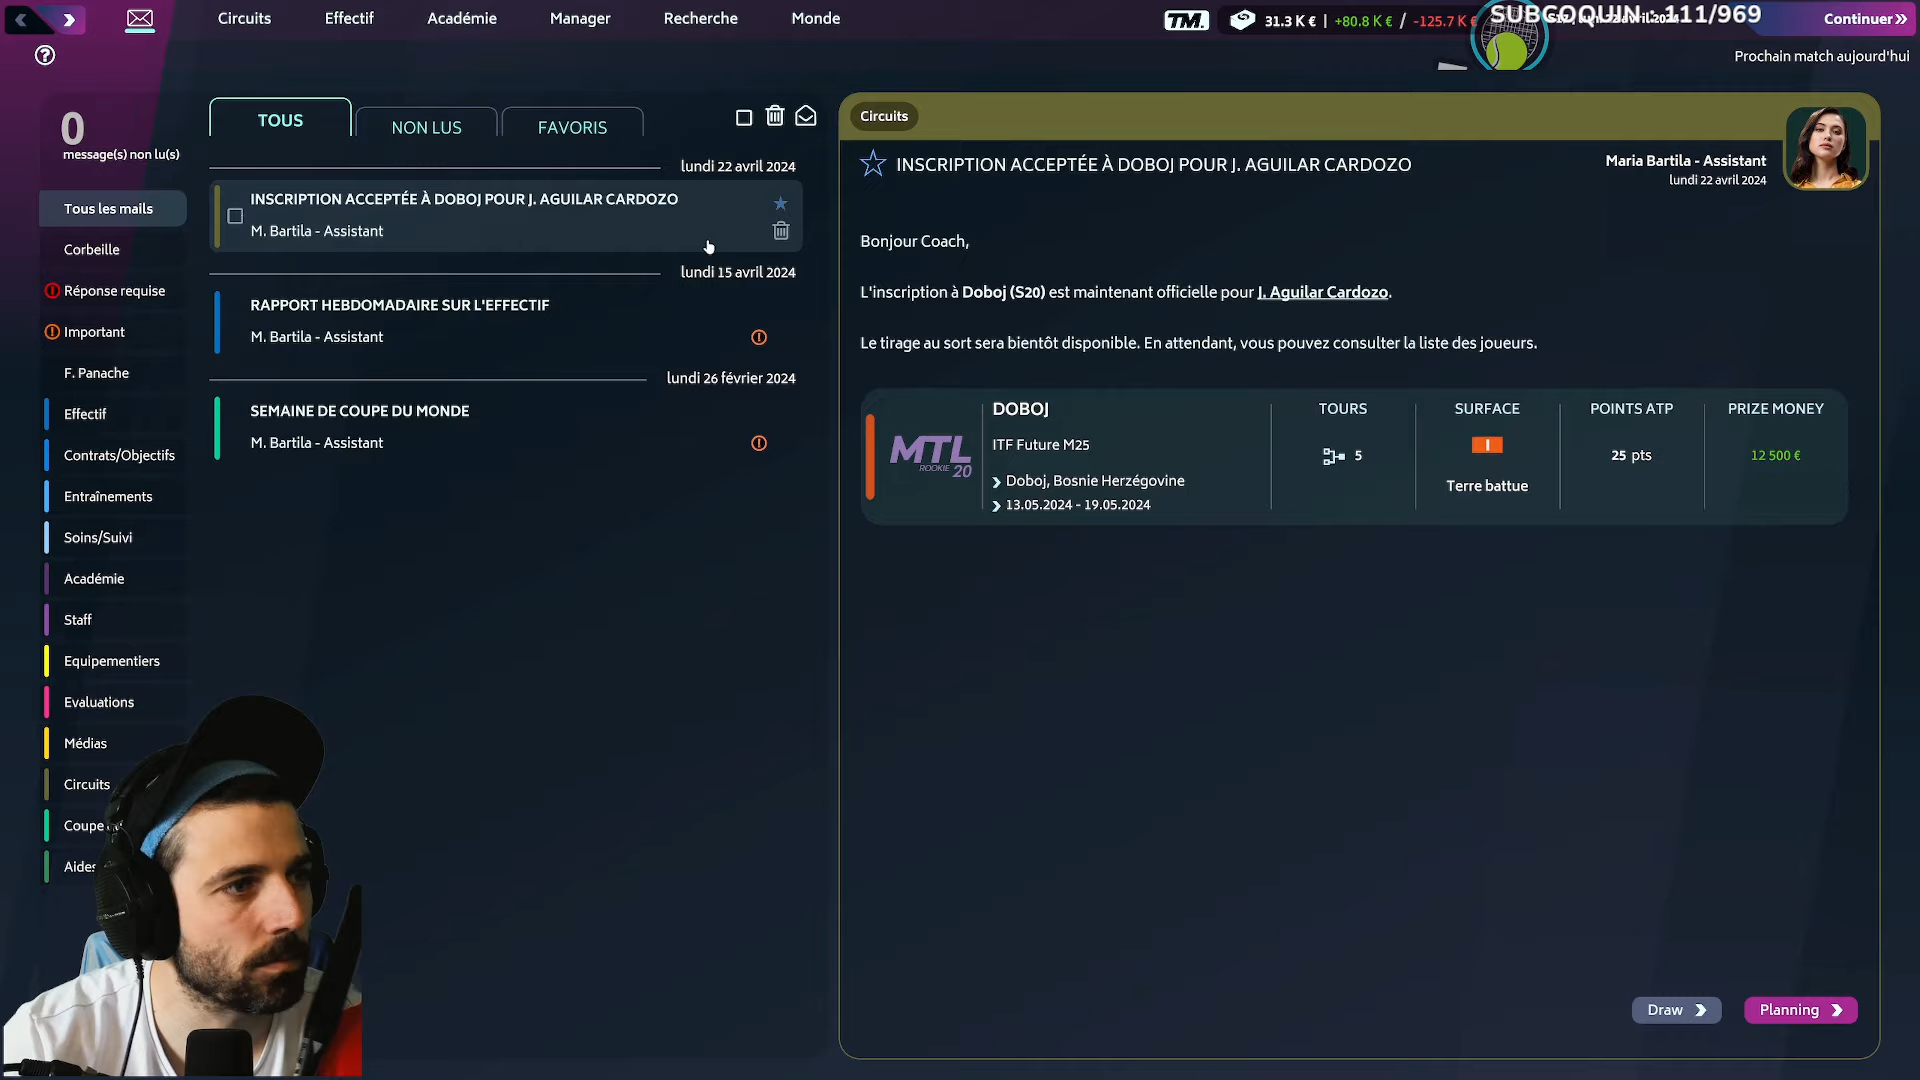 Circuits
Effectif
Académie
Manager
Recherche
Monde
TM.
31.3 K € | +80.8 K € / -125.7 K €
SUBCOQUIN : 111/969
Continuer
Prochain match aujourd'hui
0
message(s) non lu(s)
Tous les mails
Corbeille
Réponse requise
Important
F. Panache
Effectif
Contrats/Objectifs
Entraînements
Soins/Suivi
Académie
Staff
Equipementiers
Evaluations
Médias
Circuits
Coupe
Aides
TOUS
NON LUS
FAVORIS
lundi 22 avril 2024
INSCRIPTION ACCEPTÉE À DOBOJ POUR J. AGUILAR CARDOZO
M. Bartila - Assistant
lundi 15 avril 2024
RAPPORT HEBDOMADAIRE SUR L'EFFECTIF
M. Bartila - Assistant
lundi 26 février 2024
SEMAINE DE COUPE DU MONDE
M. Bartila - Assistant
Circuits
INSCRIPTION ACCEPTÉE À DOBOJ POUR J. AGUILAR CARDOZO
Maria Bartila - Assistant
lundi 22 avril 2024
Bonjour Coach,
L'inscription à Doboj (S20) est maintenant officielle pour J. Aguilar Cardozo.
Le tirage au sort sera bientôt disponible. En attendant, vous pouvez consulter la liste des joueurs.
MTL
ROOKIE 20
DOBOJ
ITF Future M25
Doboj, Bosnie Herzégovine
13.05.2024 - 19.05.2024
TOURS
5
SURFACE
Terre battue
POINTS ATP
25 pts
PRIZE MONEY
12 500 €
Draw
Planning